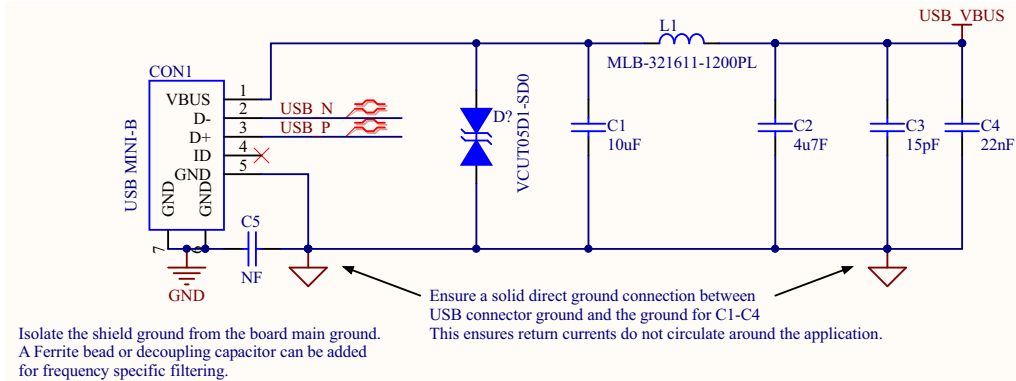 USB_VBUS
L1
MLB-321611-1200PL
CON1
VBUS 1
D- 2 USB_N
D+ 3 USB_P
ID 4
GND 5
GND GND
USB MINI-B
7
D?
VCUT05D1-SD0
C1
10uF
C2
4u7F
C3
15pF
C4
22nF
C5
NF
GND
Ensure a solid direct ground connection between
USB connector ground and the ground for C1-C4
This ensures return currents do not circulate around the application.
Isolate the shield ground from the board main ground.
A Ferrite bead or decoupling capacitor can be added
for frequency specific filtering.